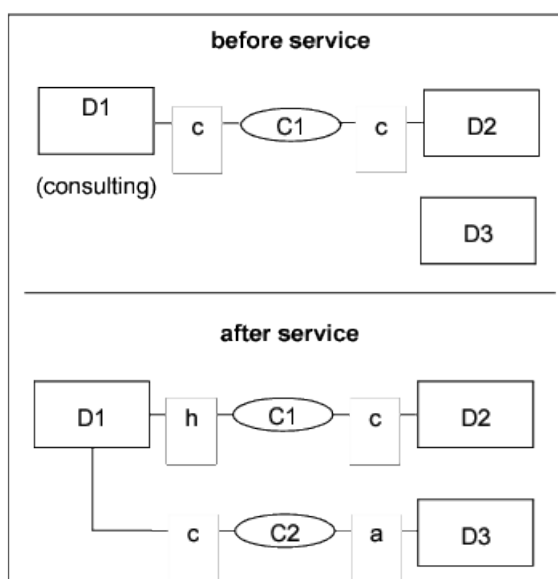 before service
D1 c C1 c D2
(consulting)
D3
after service
D1 h C1 c D2
c C2 a D3